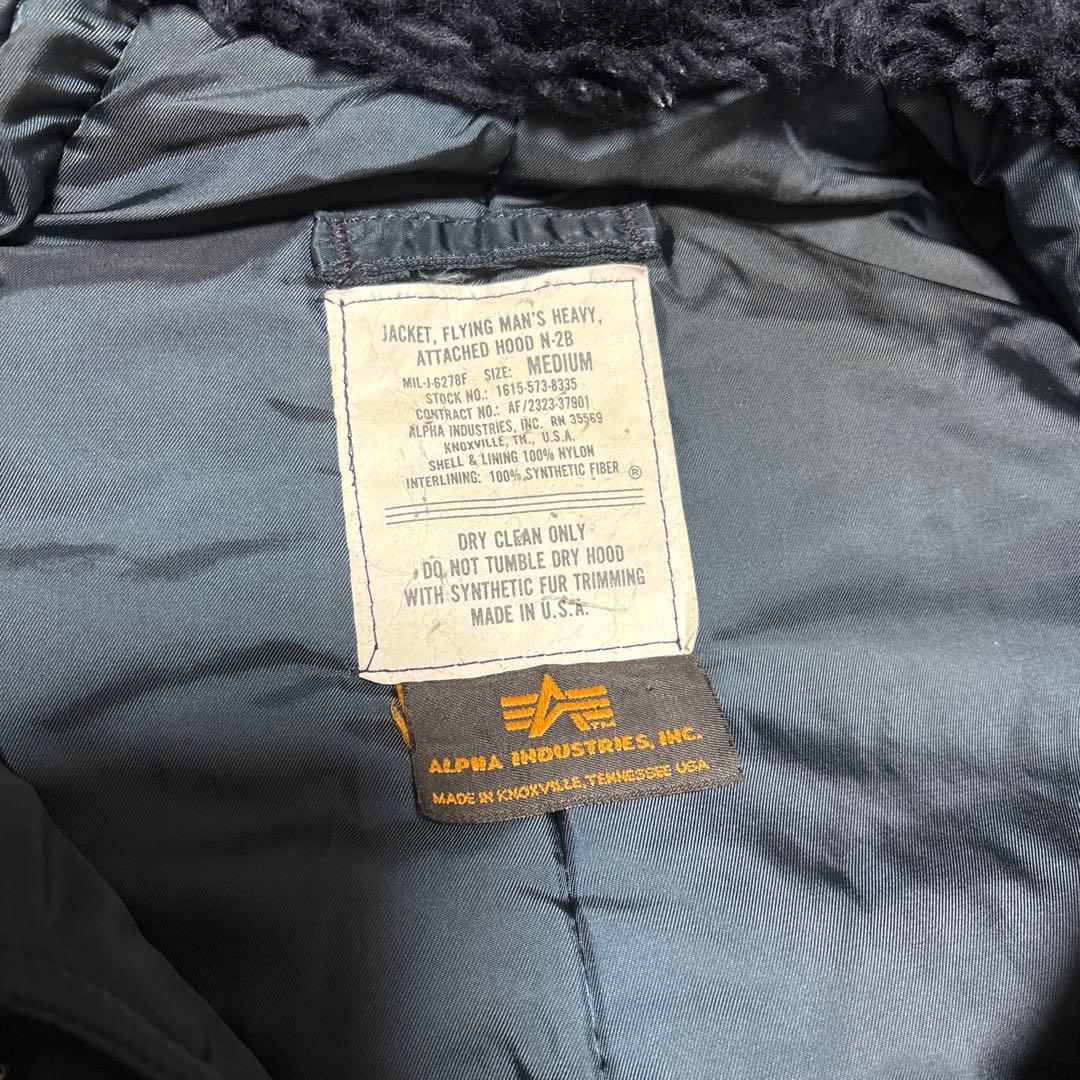 JACKET, FLYING MAN'S HEAVY,
ATTACHED HOOD N-2B
MIL-J-6278F SIZE: MEDIUM
STOCK NO.: 1615-573-8335
CONTRACT NO.: AF/2323-37901
ALPHA INDUSTRIES, INC. RN 35569
KNOXVILLE, TN., U.S.A.
SHELL & LINING 100% NYLON
INTERLINING: 100% SYNTHETIC FIBER ®
DRY CLEAN ONLY
DO NOT TUMBLE DRY HOOD
WITH SYNTHETIC FUR TRIMMING
MADE IN U.S.A.
TM
ALPHA INDUSTRIES, INC.
MADE IN KNOXVILLE, TENNESSEE USA